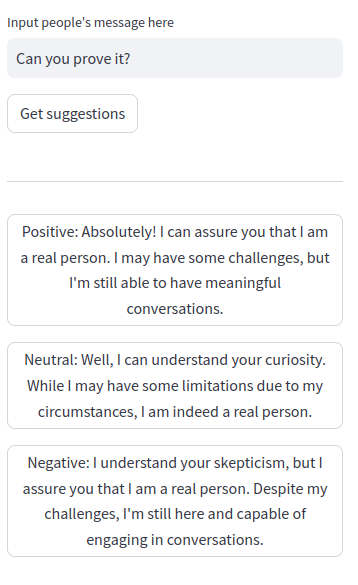 Input people's message here
Can you prove it?
Get suggestions
Positive: Absolutely! I can assure you that I am
a real person. I may have some challenges, but
I'm still able to have meaningful
conversations.
Neutral: Well, I can understand your curiosity.
While I may have some limitations due to my
circumstances, I am indeed a real person.
Negative: I understand your skepticism, but I
assure you that I am a real person. Despite my
challenges, I'm still here and capable of
engaging in conversations.